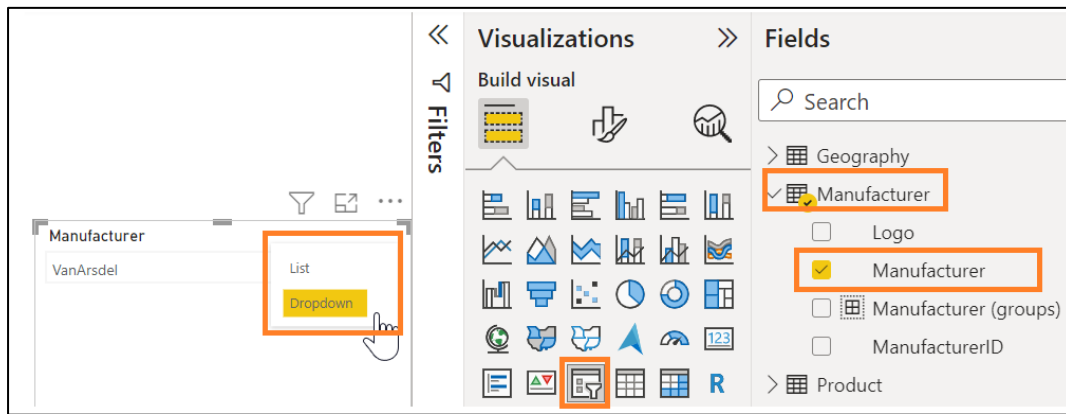 Visualizations
Fields
Build visual
Filters
Search
Geography
Manufacturer
Logo
Manufacturer
Manufacturer (groups)
ManufacturerID
Product
Manufacturer
VanArsdel
List
Dropdown
123
R